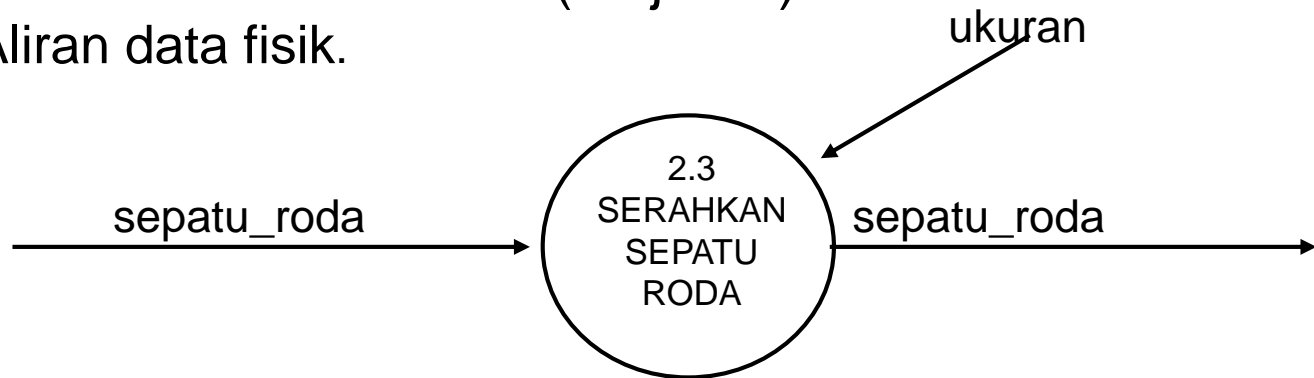 Aliran data fisik.
ukuran
2.3
SERAHKAN
SEPATU
RODA
sepatu_roda
sepatu_roda